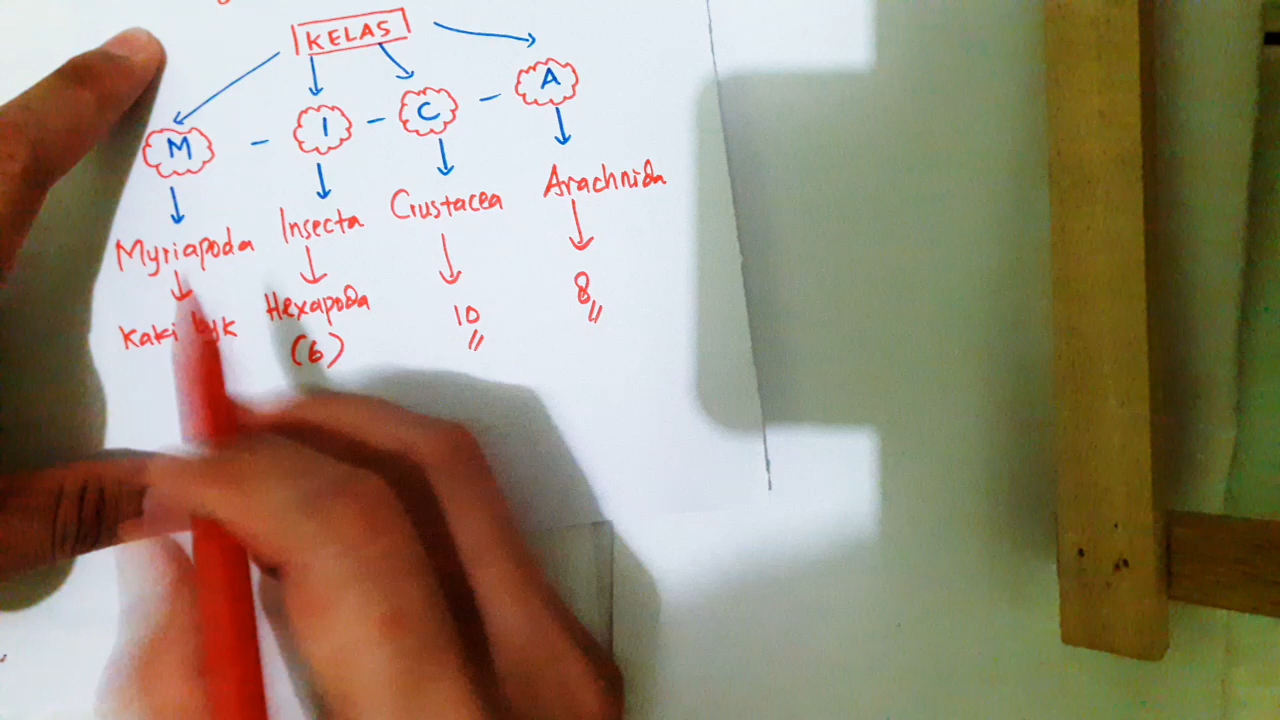 KELAS
M - I - C - A
Myriapoda
Insecta
Crustacea
Arachnida
Kaki byk
Hexapoda
(6)
10
8